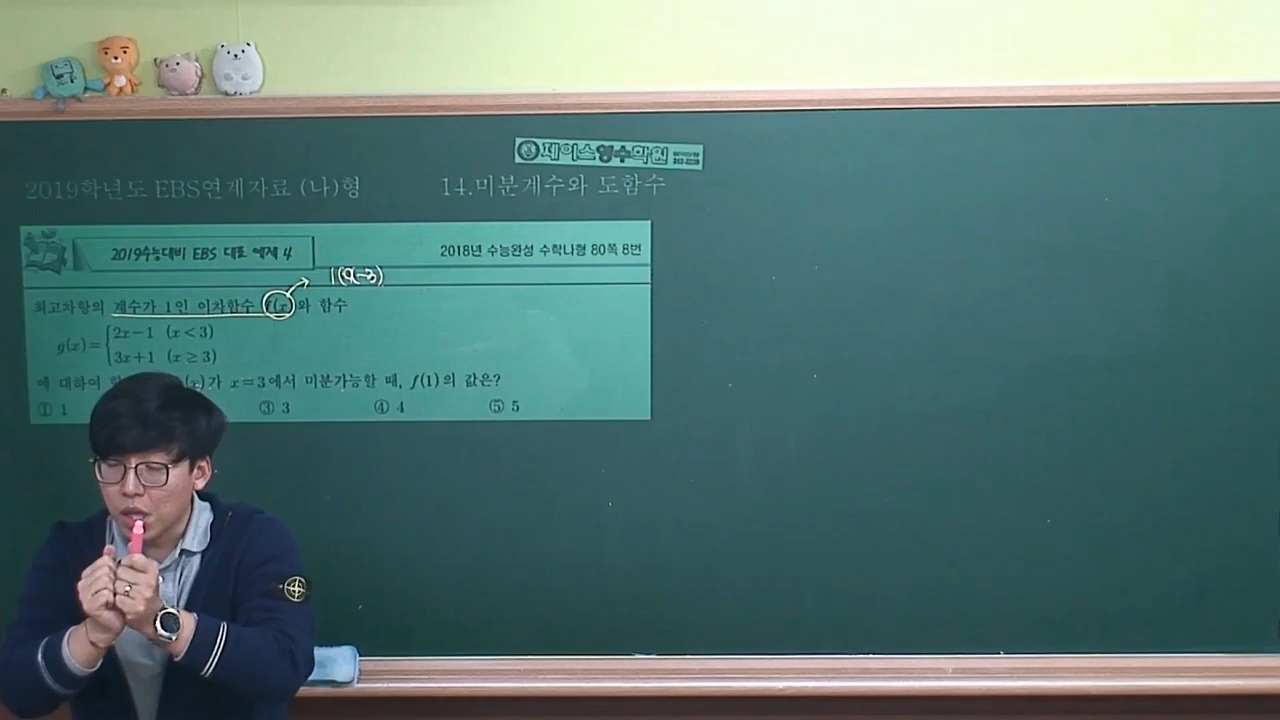 제이스영수학원
2019학년도 EBS연계자료 (나)형 14.미분계수와 도함수
2019수능대비 EBS 대표 예제 4 2018년 수능완성 수학나형 80쪽 8번
최고차항의 계수가 1인 이차함수 f(x)와 함수
g(x)= 2x−1 (x<3)
3x+1 (x≥3)
에 대하여 (x)가 x=3에서 미분가능할 때, f(1)의 값은?
① 1 ③ 3 ④ 4 ⑤ 5